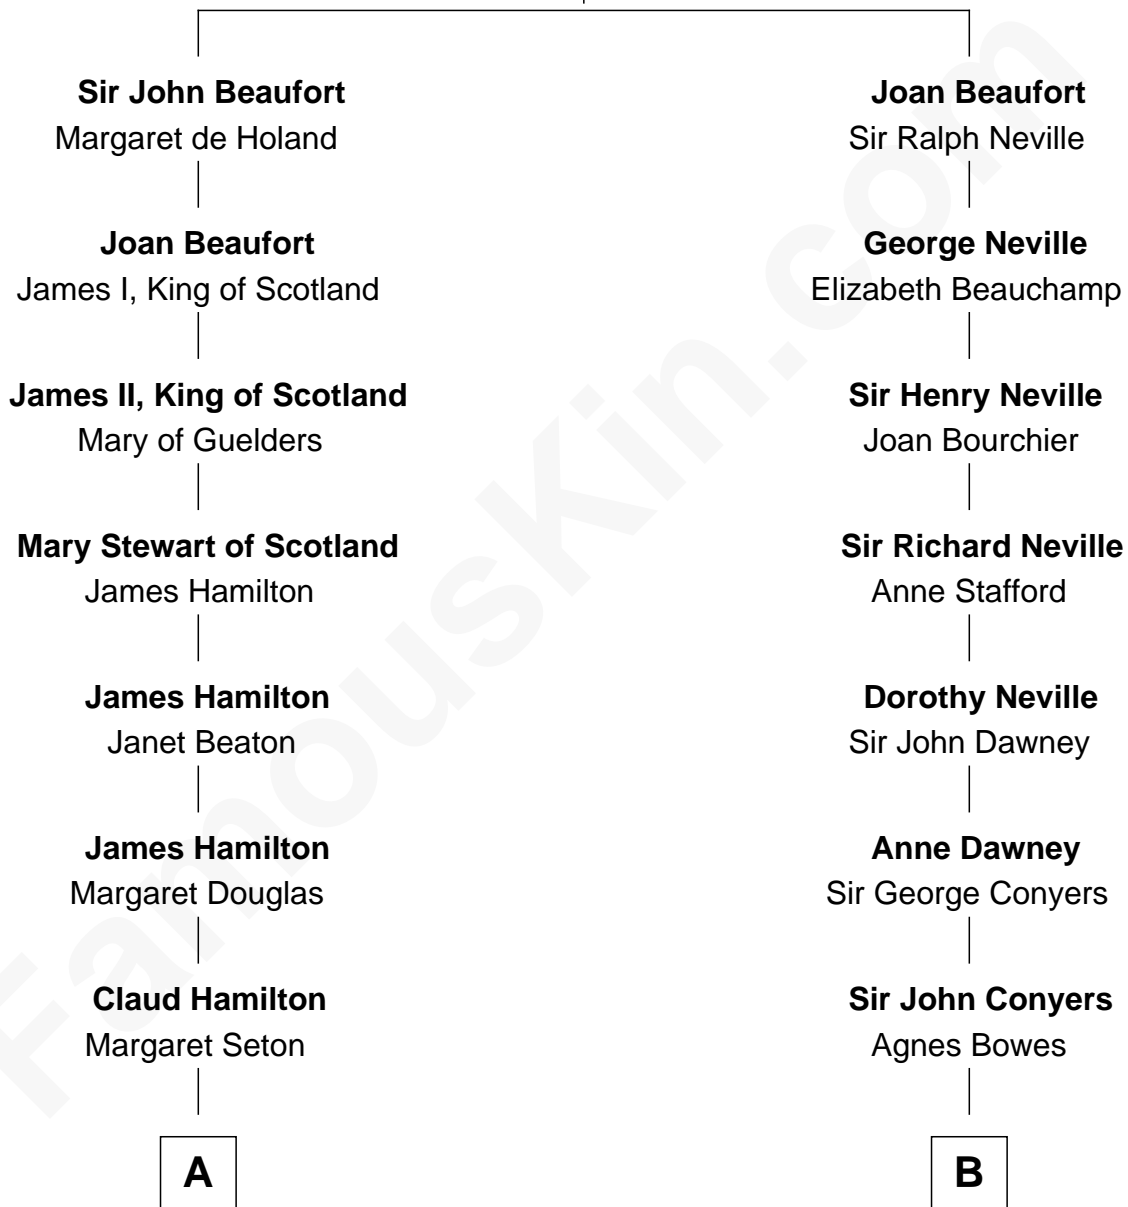 Sir John Beaufort
Margaret de Holand
Joan Beaufort
James I, King of Scotland
James II, King of Scotland
Mary of Guelders
Mary Stewart of Scotland
James Hamilton
James Hamilton
Janet Beaton
James Hamilton
Margaret Douglas
Claud Hamilton
Margaret Seton
A
Joan Beaufort
Sir Ralph Neville
George Neville
Elizabeth Beauchamp
Sir Henry Neville
Joan Bourchier
Sir Richard Neville
Anne Stafford
Dorothy Neville
Sir John Dawney
Anne Dawney
Sir George Conyers
Sir John Conyers
Agnes Bowes
B
FamousKin.com